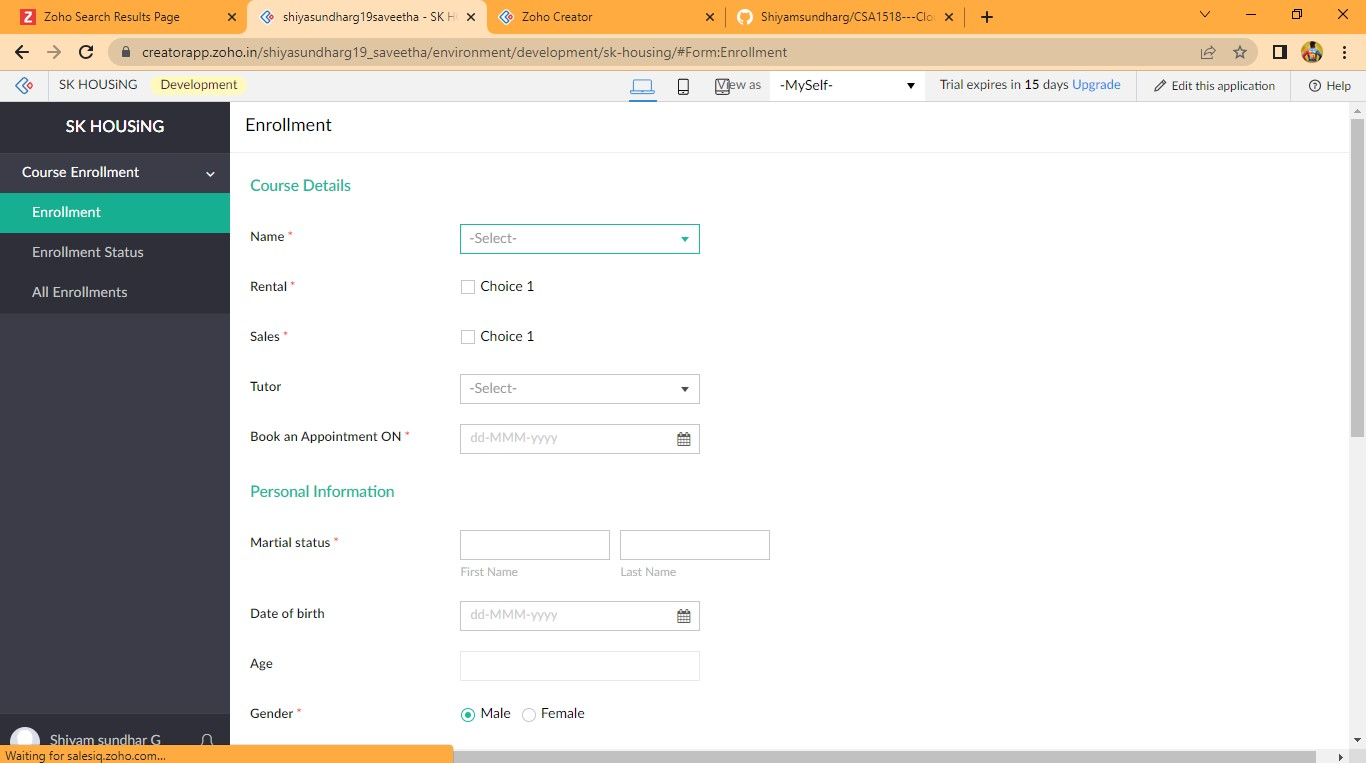 Z Zoho Search Results Page
shiyasundharg19saveetha - SK H
Zoho Creator
Shiyamsundharg/CSA1518---Clo
creatorapp.zoho.in/shiyasundharg19_saveetha/environment/development/sk-housing/#Form:Enrollment
SK HOUSiNG Development View as -MySelf- Trial expires in 15 days Upgrade Edit this application Help
SK HOUSiNG
Course Enrollment
Enrollment
Enrollment Status
All Enrollments
Enrollment
Course Details
Name * -Select-
Rental * Choice 1
Sales * Choice 1
Tutor -Select-
Book an Appointment ON * dd-MMM-yyyy
Personal Information
Martial status *
First Name Last Name
Date of birth dd-MMM-yyyy
Age
Gender * Male Female
Shiyam sundhar G
Waiting for salesiq.zoho.com...